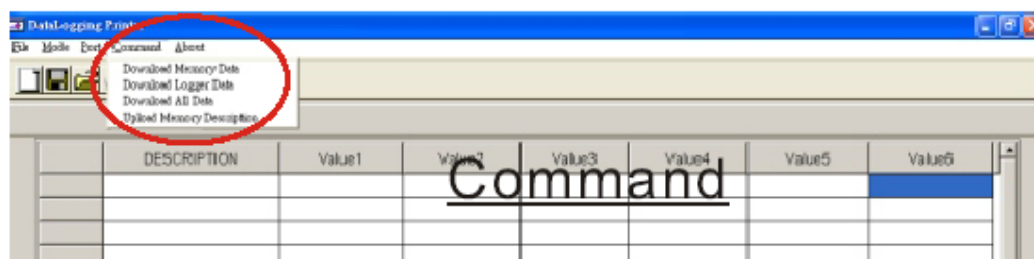 DataLogging Printer
File Mode Port Command About
Download Memory Data
Download Logger Data
Download All Data
Upload Memory Description
DESCRIPTION Value1 Value2 Value3 Value4 Value5 Value6
Command